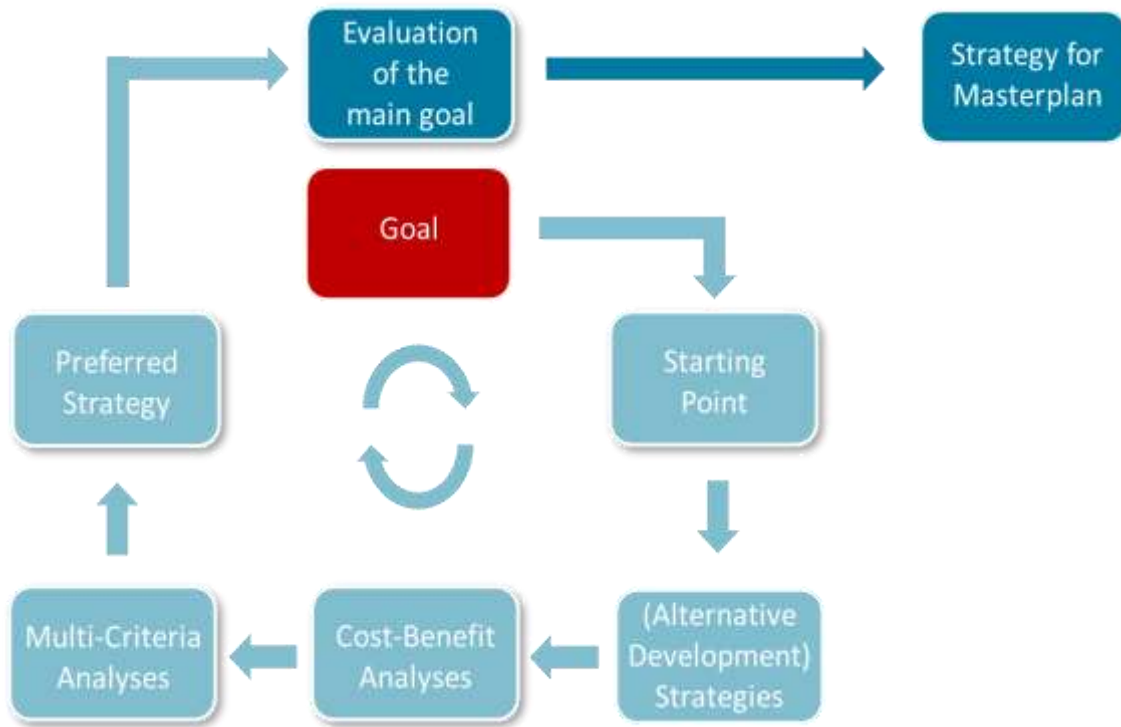 Evaluation
of the
main goal
Strategy for
Masterplan
Goal
Preferred
Strategy
Starting
Point
Multi-Criteria
Analyses
Cost-Benefit
Analyses
(Alternative
Development)
Strategies